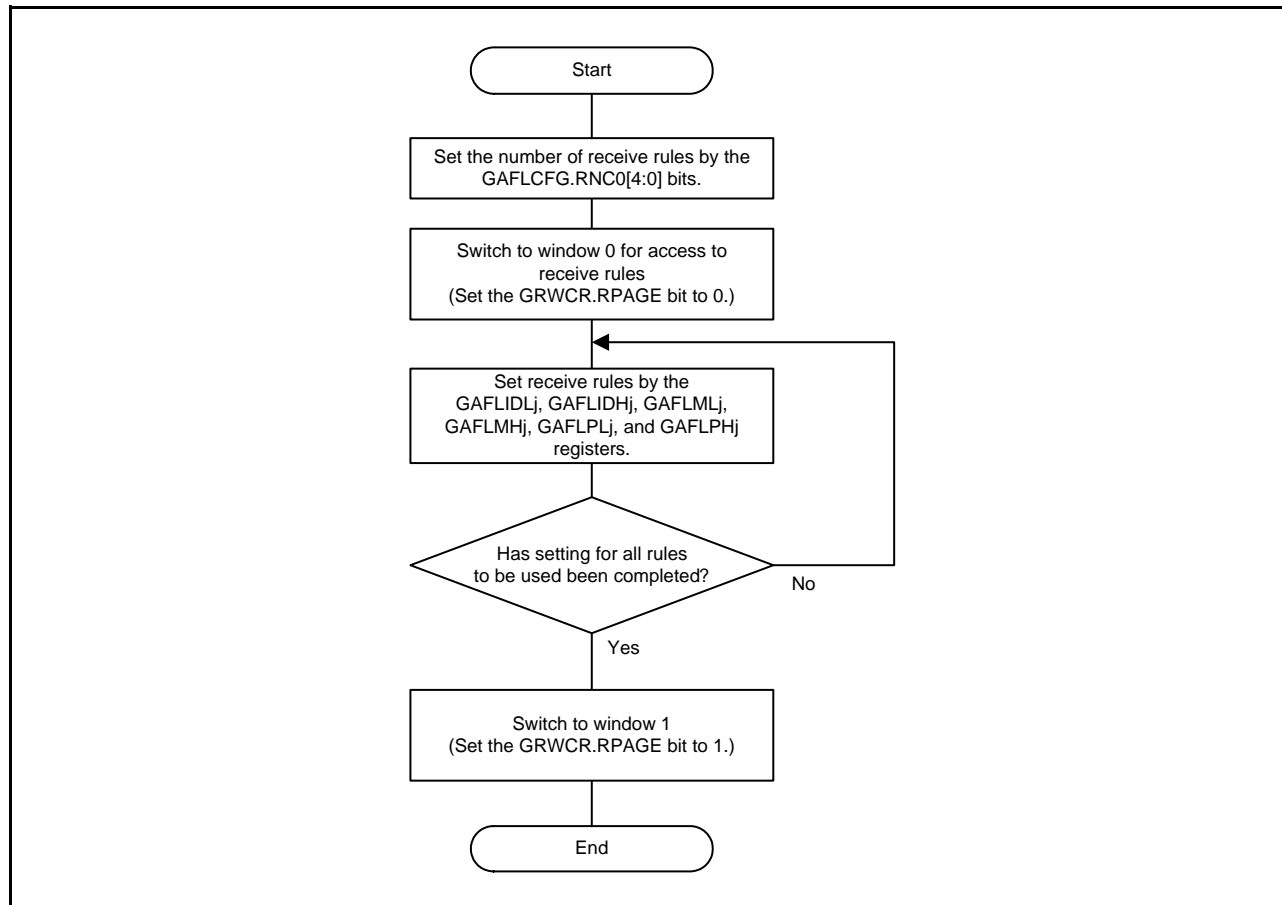 Start
Set the number of receive rules by the
GAFLCFG.RNC0[4:0] bits.
Switch to window 0 for access to
receive rules
(Set the GRWCR.RPAGE bit to 0.)
Set receive rules by the
GAFLIDLj, GAFLIDHj, GAFLMLj,
GAFLMHj, GAFLPLj, and GAFLPHj
registers.
Has setting for all rules
to be used been completed?
No
Yes
Switch to window 1
(Set the GRWCR.RPAGE bit to 1.)
End